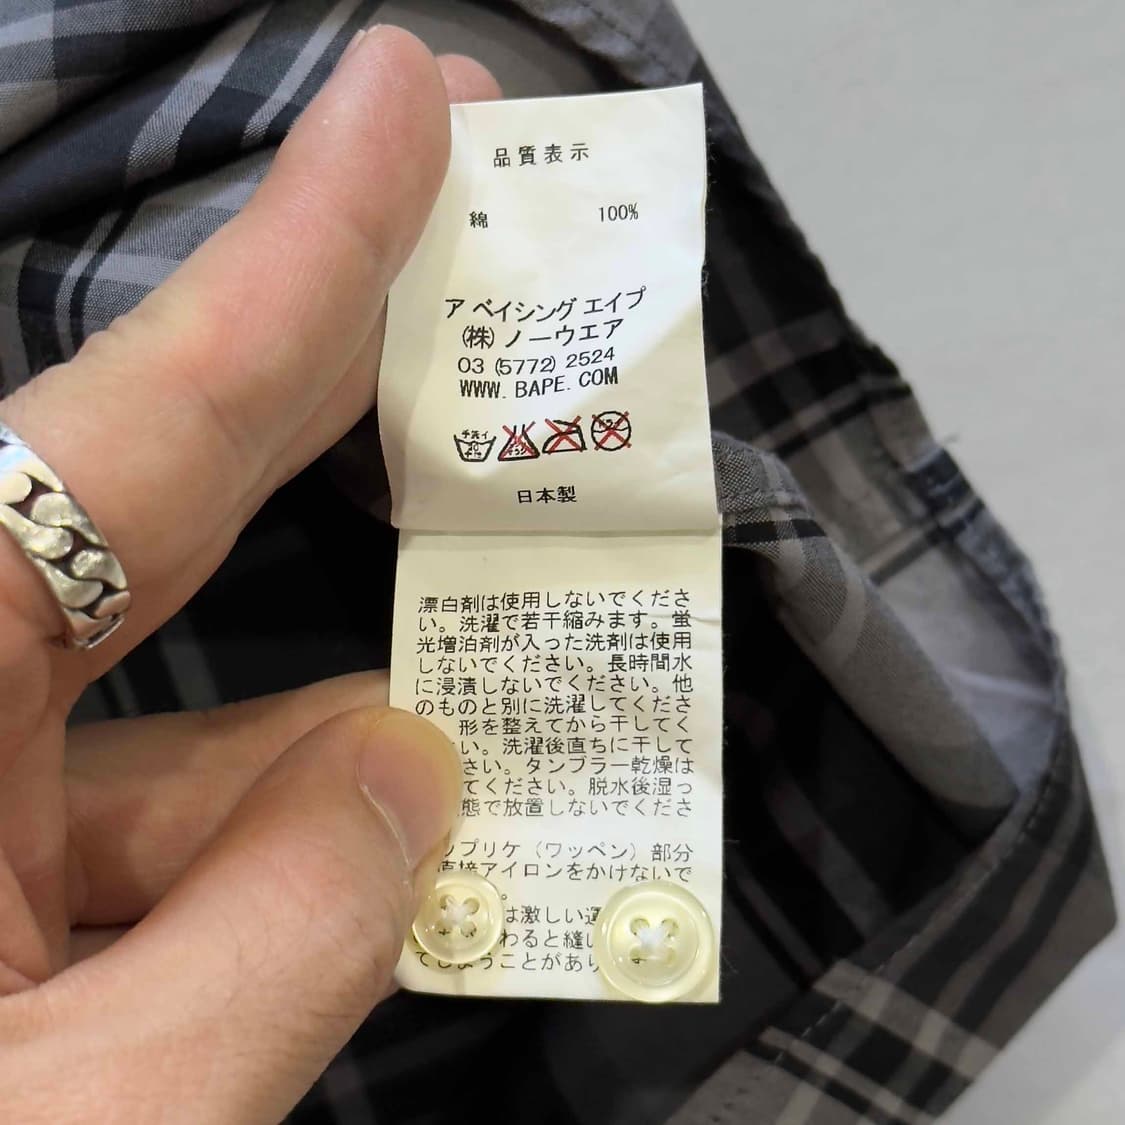 品質表示
綿 100%
ア ベイシング エイプ
(株) ノーウエア
03 (5772) 2524
WWW. BAPE. COM
手洗イ
日本製
漂白剤は使用しないでくださ
い。洗濯で若干縮みます。蛍
光増泊剤が入った洗剤は使用
しないでください。長時間水
に浸漬しないでください。他
のものと別に洗濯してくださ
形を整えてから干してく
い。洗濯後直ちに干して
さい。タンブラー乾燥は
てください。脱水後湿っ
態で放置しないでくださ
ップリケ（ワッペン）部分
直接アイロンをかけないで
。
は激しい運
わると縫い
てしまうことがあり